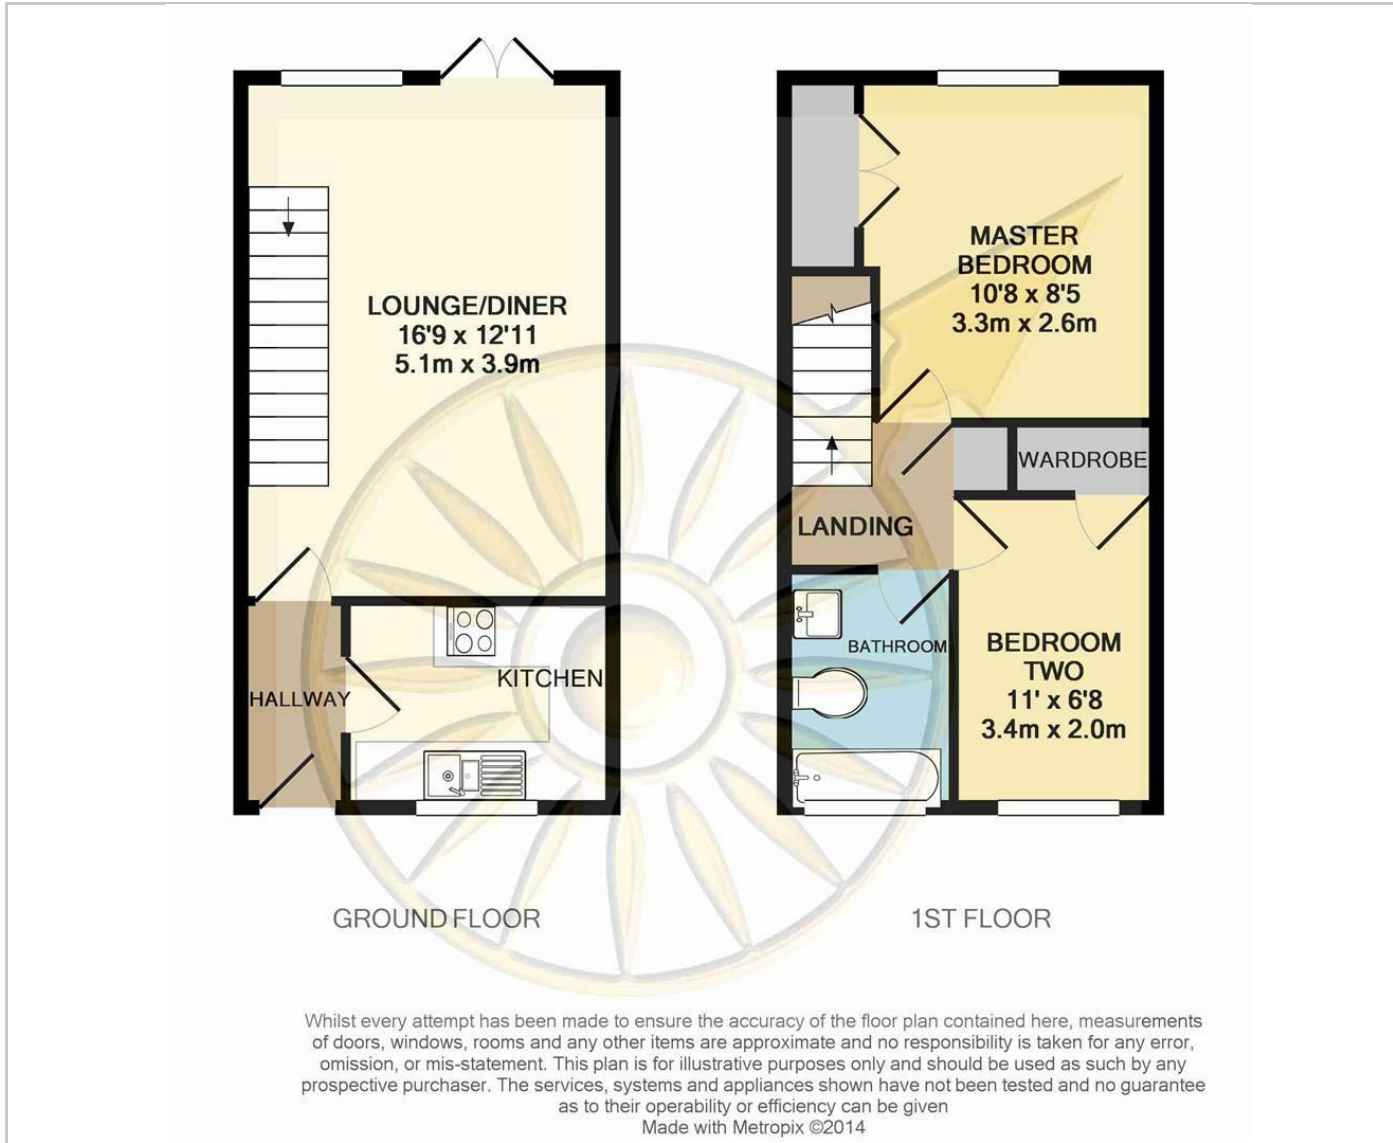 LOUNGE/DINER
16'9 x 12'11
5.1m x 3.9m
HALLWAY
KITCHEN
GROUND FLOOR
MASTER
BEDROOM
10'8 x 8'5
3.3m x 2.6m
WARDROBE
LANDING
BATHROOM
BEDROOM
TWO
11' x 6'8
3.4m x 2.0m
1ST FLOOR
Whilst every attempt has been made to ensure the accuracy of the floor plan contained here, measurements
of doors, windows, rooms and any other items are approximate and no responsibility is taken for any error,
omission, or mis-statement. This plan is for illustrative purposes only and should be used as such by any
prospective purchaser. The services, systems and appliances shown have not been tested and no guarantee
as to their operability or efficiency can be given
Made with Metropix ©2014